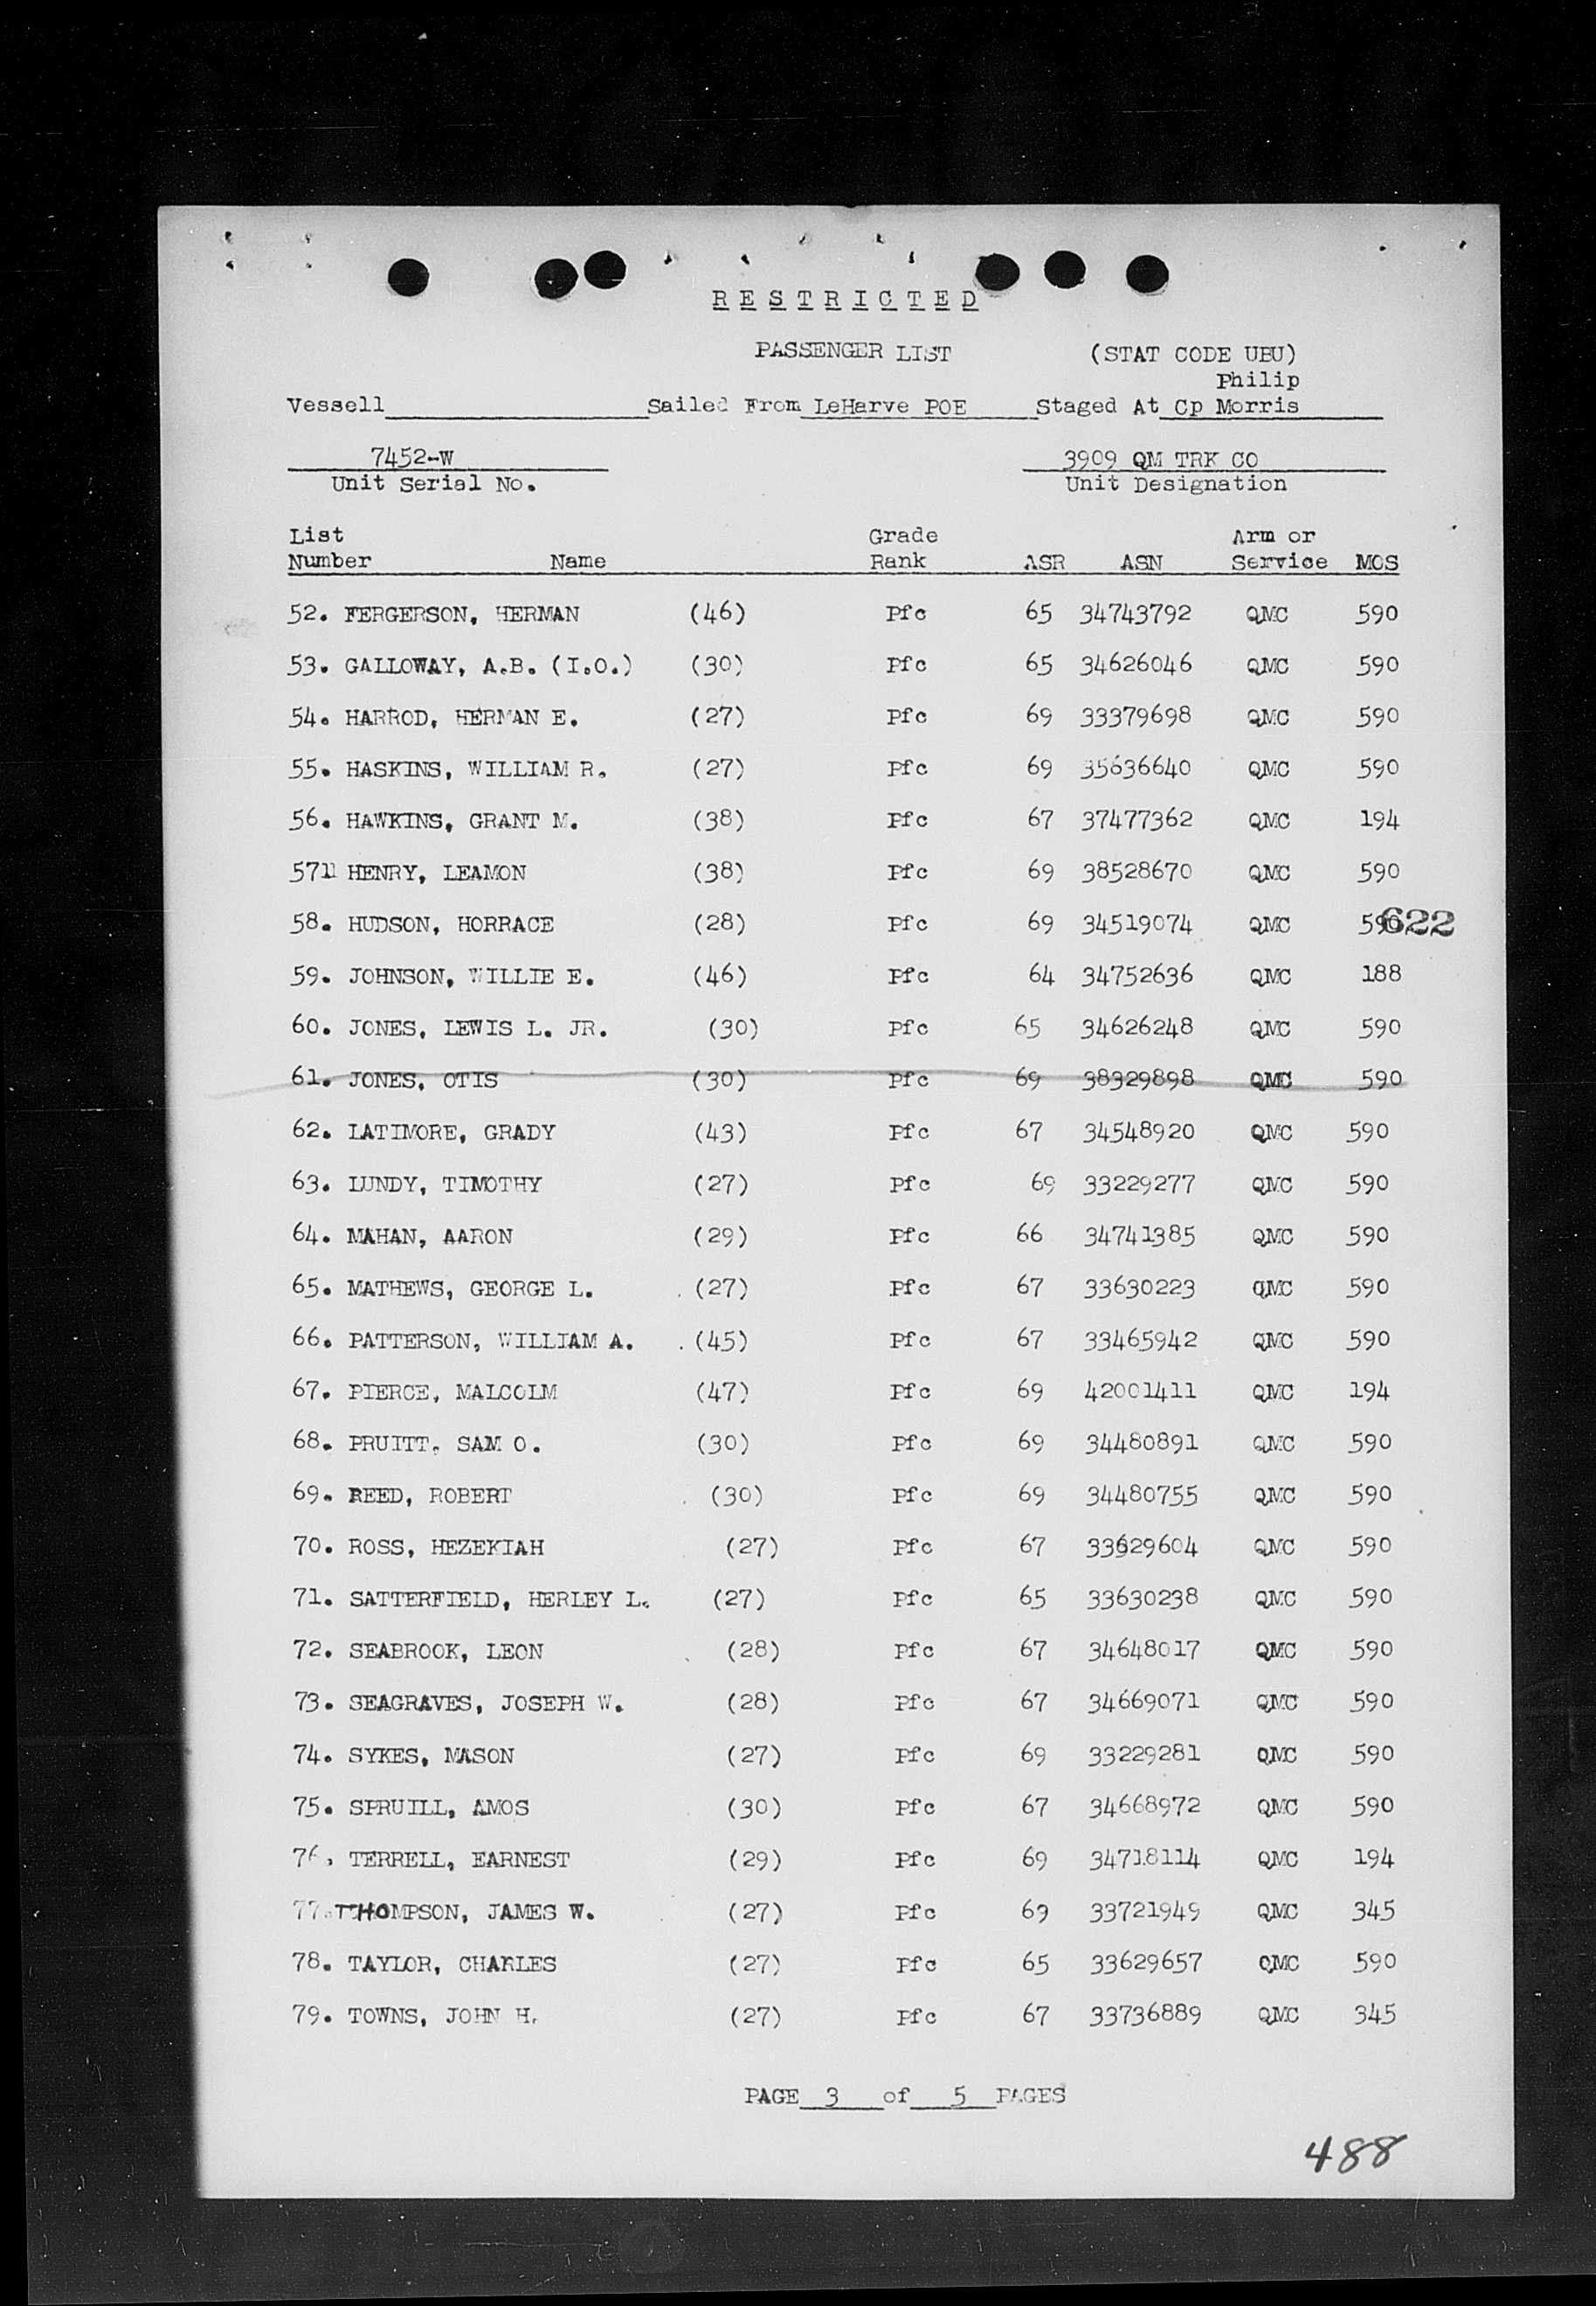 RESTRICTED
PASSENGER LIST (STAT CODE UBU)
Philip
Vessell Sailed From LeHarve POE Staged At Cp Morris
7452-W 3909 QM TRK CO
Unit Serial No. Unit Designation
List Grade Arm or
Number Name Rank ASR ASN Service MOS
52. FERGERSON, HERMAN (46) Pfc 65 34743792 QMC 590
53. GALLOWAY, A.B. (I.O.) (30) Pfc 65 34626046 QMC 590
54. HARROD, HERMAN E. (27) Pfc 69 33379698 QMC 590
55. HASKINS, WILLIAM R. (27) Pfc 69 35636640 QMC 590
56. HAWKINS, GRANT M. (38) Pfc 67 37477362 QMC 194
57. HENRY, LEAMON (38) Pfc 69 38528670 QMC 590
58. HUDSON, HORRACE (28) Pfc 69 34519074 QMC 590 622
59. JOHNSON, WILLIE E. (46) Pfc 64 34752636 QMC 188
60. JONES, LEWIS L. JR. (30) Pfc 65 34626248 QMC 590
61. JONES, OTIS (30) Pfc 69 38329898 QMC 590
62. LATIMORE, GRADY (43) Pfc 67 34548920 QMC 590
63. LUNDY, TIMOTHY (27) Pfc 69 33229277 QMC 590
64. MAHAN, AARON (29) Pfc 66 34741385 QMC 590
65. MATHEWS, GEORGE L. (27) Pfc 67 33630223 QMC 590
66. PATTERSON, WILLIAM A. (45) Pfc 67 33465942 QMC 590
67. PIERCE, MALCOLM (47) Pfc 69 42001411 QMC 194
68. PRUITT, SAM O. (30) Pfc 69 34480891 QMC 590
69. REED, ROBERT (30) Pfc 69 34480755 QMC 590
70. ROSS, HEZEKIAH (27) Pfc 67 33629604 QMC 590
71. SATTERFIELD, HERLEY L. (27) Pfc 65 33630238 QMC 590
72. SEABROOK, LEON (28) Pfc 67 34648017 QMC 590
73. SEAGRAVES, JOSEPH W. (28) Pfc 67 34669071 QMC 590
74. SYKES, MASON (27) Pfc 69 33229281 QMC 590
75. SPRUILL, AMOS (30) Pfc 67 34668972 QMC 590
76. TERRELL, EARNEST (29) Pfc 69 34718114 QMC 194
77. THOMPSON, JAMES W. (27) Pfc 69 33721949 QMC 345
78. TAYLOR, CHARLES (27) Pfc 65 33629657 QMC 590
79. TOWNS, JOHN H. (27) Pfc 67 33736889 QMC 345
PAGE 3 of 5 PAGES
488